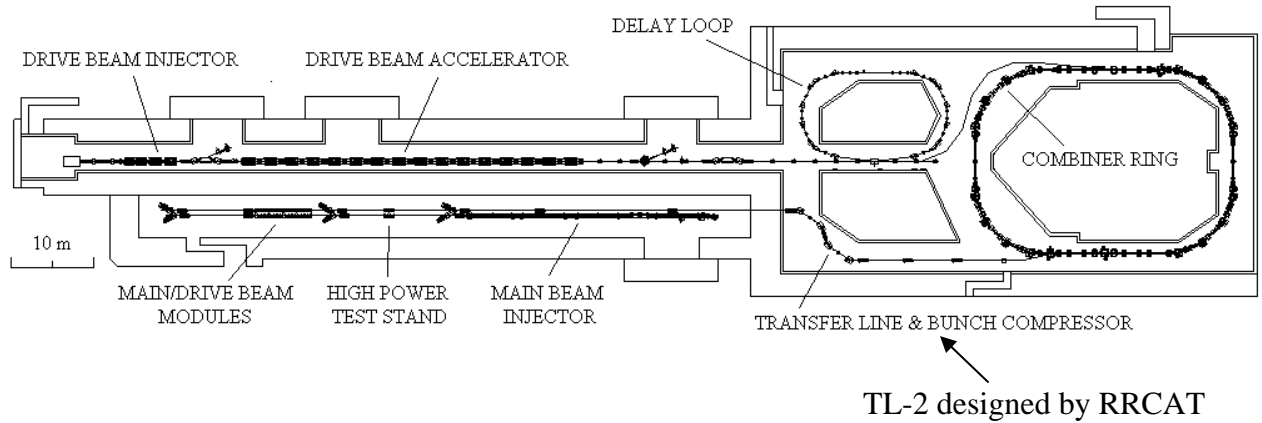 DELAY LOOP
DRIVE BEAM INJECTOR
DRIVE BEAM ACCELERATOR
COMBINER RING
10 m
MAIN/DRIVE BEAM
MODULES
HIGH POWER
TEST STAND
MAIN BEAM
INJECTOR
TRANSFER LINE & BUNCH COMPRESSOR
TL-2 designed by RRCAT